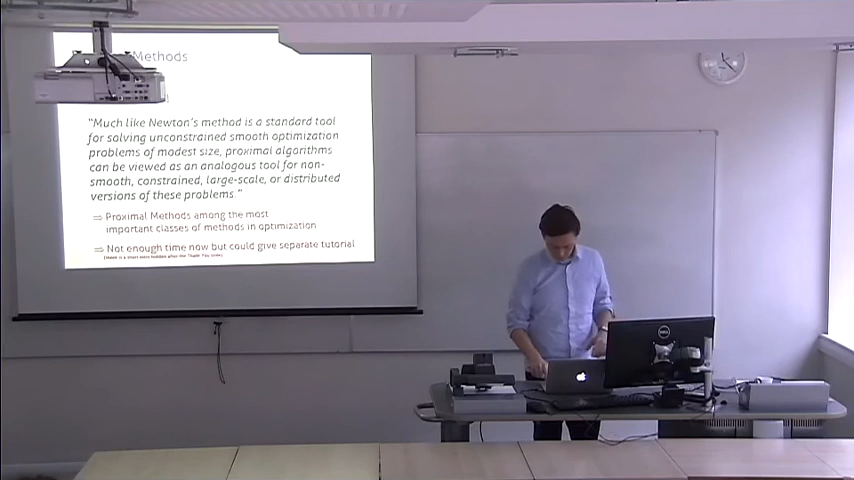 Methods
"Much like Newton's method is a standard tool
for solving unconstrained smooth optimization
problems of modest size, proximal algorithms
can be viewed as an analogous tool for non-
smooth, constrained, large-scale, or distributed
versions of these problems."
⇒ Proximal Methods among the most
important classes of methods in optimization
⇒ Not enough time now but could give separate tutorial
DELL